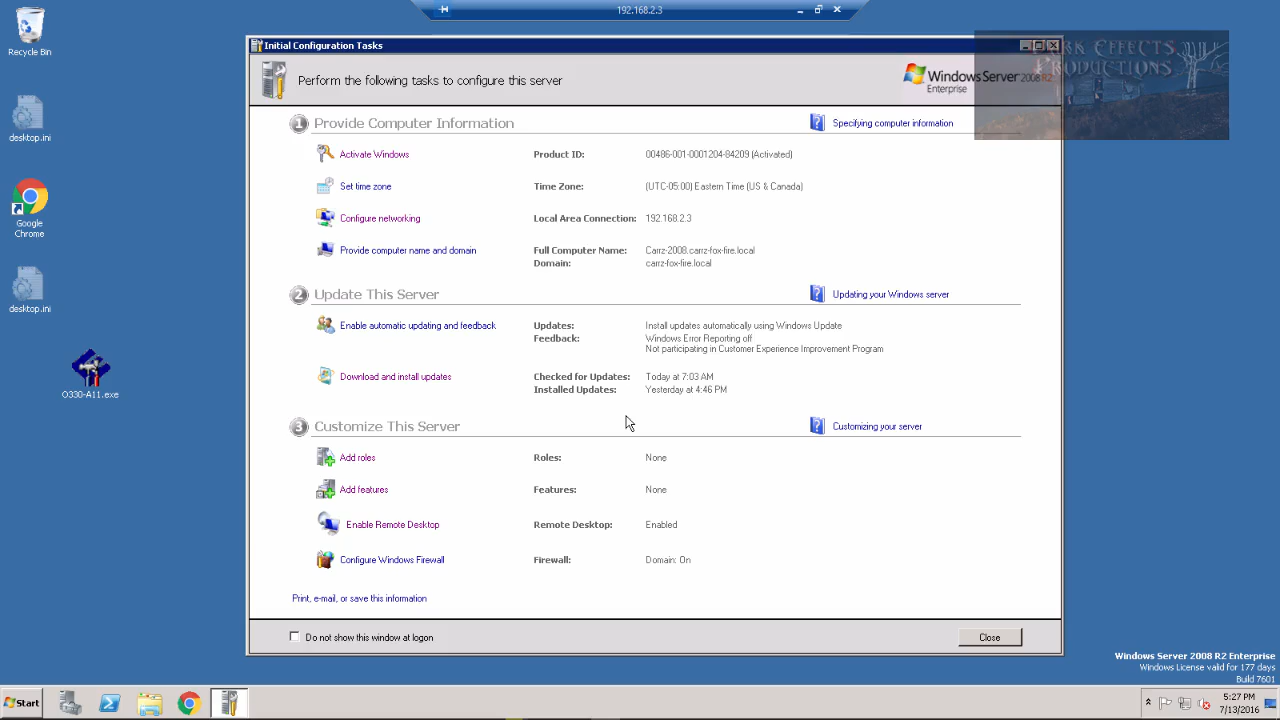 192.168.2.3
Recycle Bin
desktop.ini
Google
Chrome
desktop.ini
O330-A11.exe
Initial Configuration Tasks
Perform the following tasks to configure this server
Windows Server 2008 R2
Enterprise
DARK EFFECTS
PRODUCTIONS
1 Provide Computer Information
Specifying computer information
Activate Windows
Product ID: 00486-001-0001204-84209 (Activated)
Set time zone
Time Zone: (UTC-05:00) Eastern Time (US & Canada)
Configure networking
Local Area Connection: 192.168.2.3
Provide computer name and domain
Full Computer Name: Carrz-2008.carrz-fox-fire.local
Domain: carrz-fox-fire.local
2 Update This Server
Updating your Windows server
Enable automatic updating and feedback
Updates: Install updates automatically using Windows Update
Feedback: Windows Error Reporting off
Not participating in Customer Experience Improvement Program
Download and install updates
Checked for Updates: Today at 7:03 AM
Installed Updates: Yesterday at 4:46 PM
3 Customize This Server
Customizing your server
Add roles
Roles: None
Add features
Features: None
Enable Remote Desktop
Remote Desktop: Enabled
Configure Windows Firewall
Firewall: Domain: On
Print, e-mail, or save this information
Do not show this window at logon
Close
Windows Server 2008 R2 Enterprise
Windows License valid for 177 days
Build 7601
Start
5:27 PM
7/13/2016